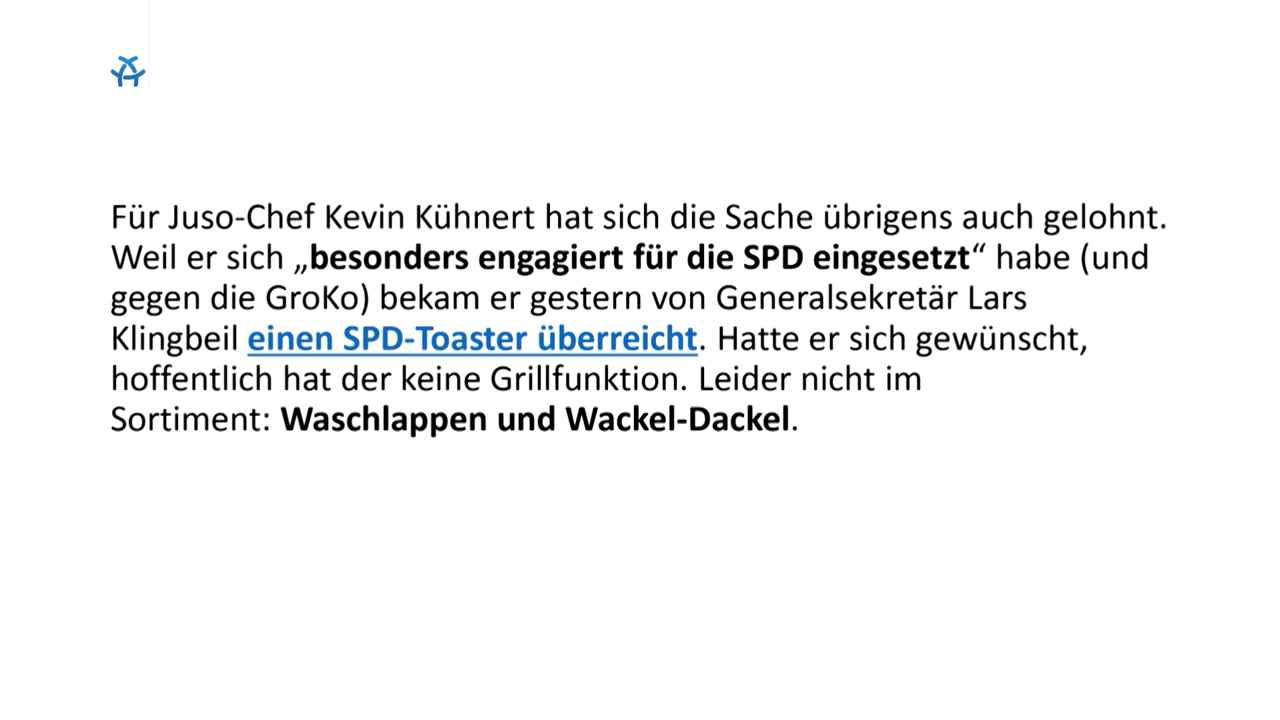 Für Juso-Chef Kevin Kühnert hat sich die Sache übrigens auch gelohnt.
Weil er sich „besonders engagiert für die SPD eingesetzt“ habe (und
gegen die GroKo) bekam er gestern von Generalsekretär Lars
Klingbeil einen SPD-Toaster überreicht. Hatte er sich gewünscht,
hoffentlich hat der keine Grillfunktion. Leider nicht im
Sortiment: Waschlappen und Wackel-Dackel.